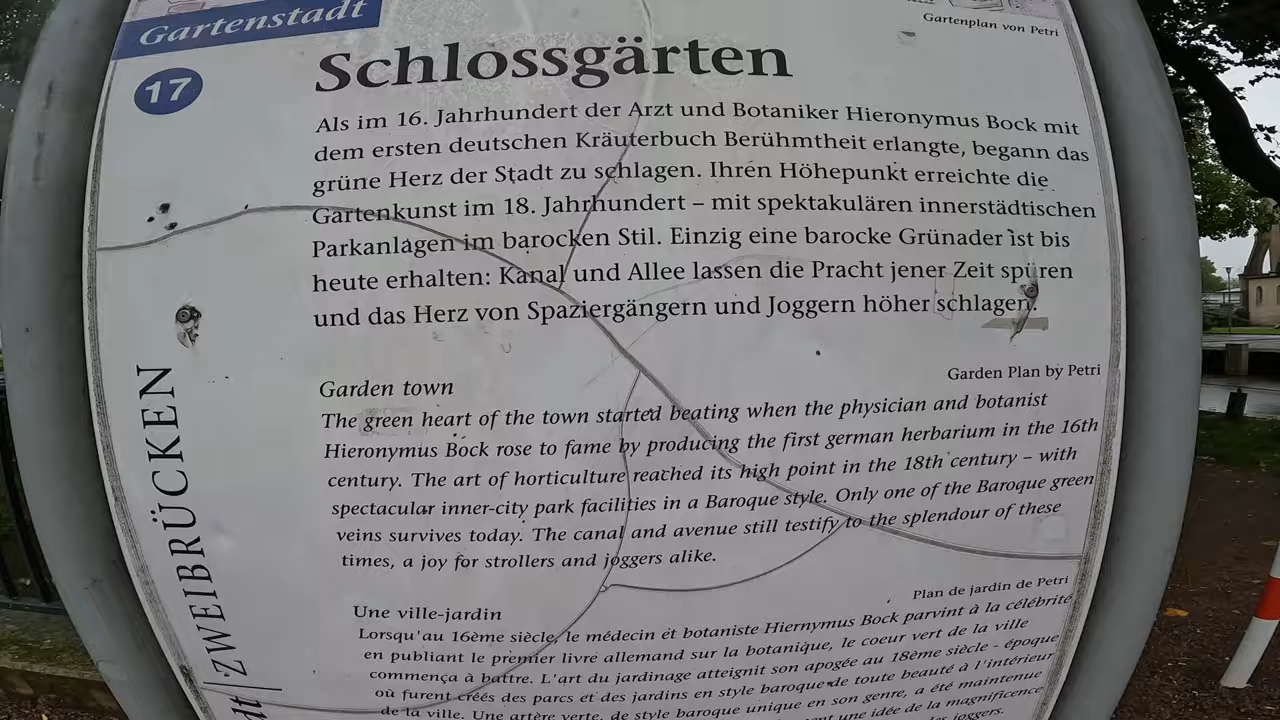 Gartenstadt
Gartenplan von Petri
17
Schlossgärten
Als im 16. Jahrhundert der Arzt und Botaniker Hieronymus Bock mit
dem ersten deutschen Kräuterbuch Berühmtheit erlangte, begann das
grüne Herz der Stadt zu schlagen. Ihren Höhepunkt erreichte die
Gartenkunst im 18. Jahrhundert – mit spektakulären innerstädtischen
Parkanlagen im barocken Stil. Einzig eine barocke Grünader ist bis
heute erhalten: Kanal und Allee lassen die Pracht jener Zeit spüren
und das Herz von Spaziergängern und Joggern höher schlagen.
Garden Plan by Petri
Garden town
The green heart of the town started beating when the physician and botanist
Hieronymus Bock rose to fame by producing the first german herbarium in the 16th
century. The art of horticulture reached its high point in the 18th century – with
spectacular inner-city park facilities in a Baroque style. Only one of the Baroque green
veins survives today. The canal and avenue still testify to the splendour of these
times, a joy for strollers and joggers alike.
Plan de jardin de Petri
Une ville-jardin
Lorsqu'au 16ème siècle, le médecin et botaniste Hiernymus Bock parvint à la célébrité
en publiant le premier livre allemand sur la botanique, le coeur vert de la ville
commença à battre. L'art du jardinage atteignit son apogée au 18ème siècle - époque
où furent créés des parcs et des jardins en style baroque de toute beauté à l'intérieur
de la ville. Une artère verte, de style baroque unique en son genre, a été maintenue
une idée de la magnificence
joggers.
dt | ZWEIBRÜCKEN